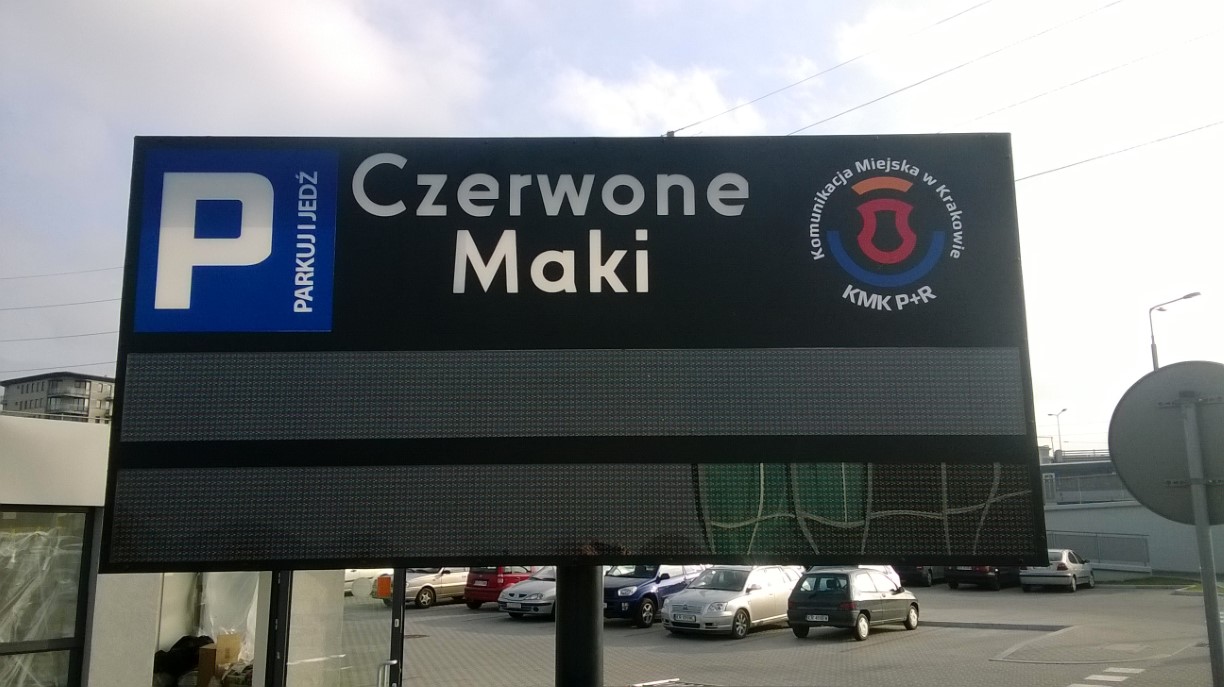 P
PARKUJ I JEDŹ
Czerwone
Maki
Komunikacja Miejska w Krakowie
KMK P+R